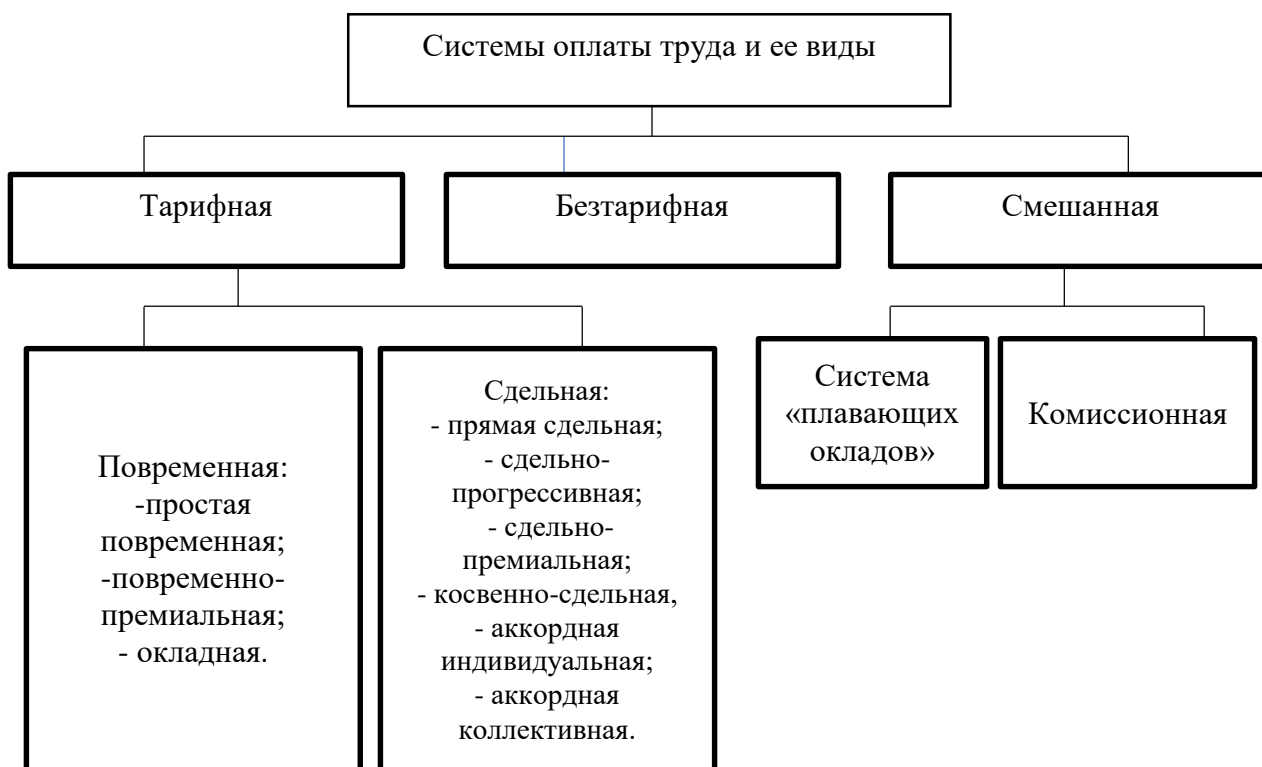 Системы оплаты труда и ее виды
Тарифная
Безтарифная
Смешанная
Повременная:
-простая
повременная;
-повременно-
премиальная;
- окладная.
Сдельная:
- прямая сдельная;
- сдельно-
прогрессивная;
- сдельно-
премиальная;
- косвенно-сдельная,
- аккордная
индивидуальная;
- аккордная
коллективная.
Система
«плавающих
окладов»
Комиссионная